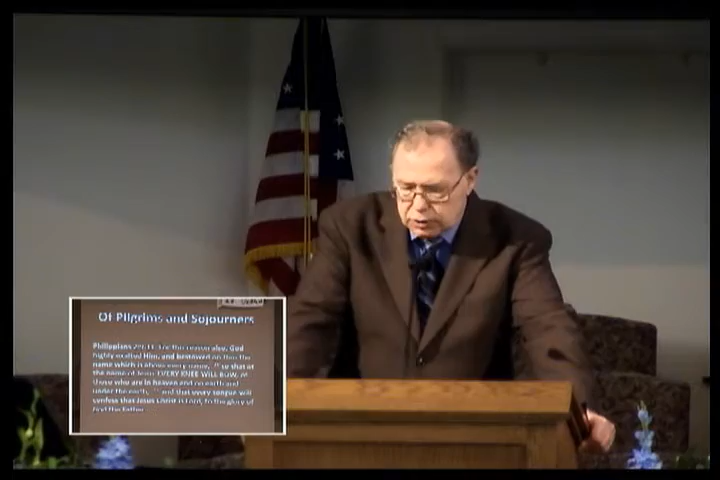 Of Pilgrims and Sojourners
Philippians 2:9-11 For this reason also, God
highly exalted Him, and bestowed on Him the
name which is above every name, so that at
the name of Jesus EVERY KNEE WILL BOW, of
those who are in heaven and on earth and
under the earth, and that every tongue will
confess that Jesus Christ is Lord, to the glory of
God the Father.